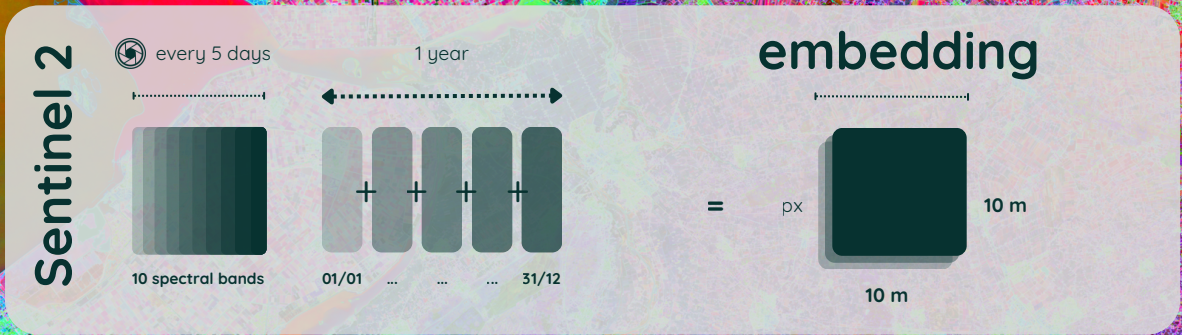 Sentinel 2
every 5 days
1 year
embedding
+ + + +
=
px
10 m
10 spectral bands
01/01 ... ... ... 31/12
10 m